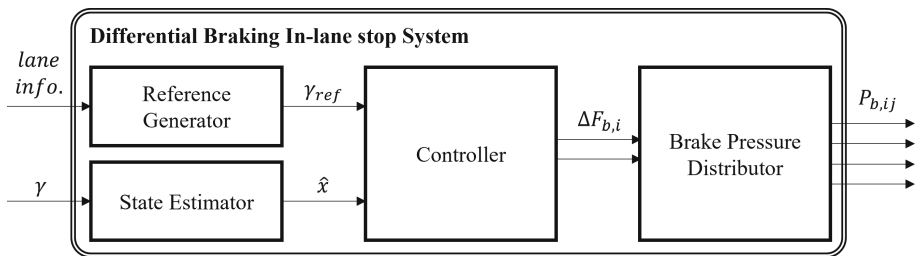 Differential Braking In-lane stop System
lane
info.
Reference
Generator
γ_ref
Controller
ΔF_b,i
Brake Pressure
Distributor
P_b,ij
γ
State Estimator
x̂